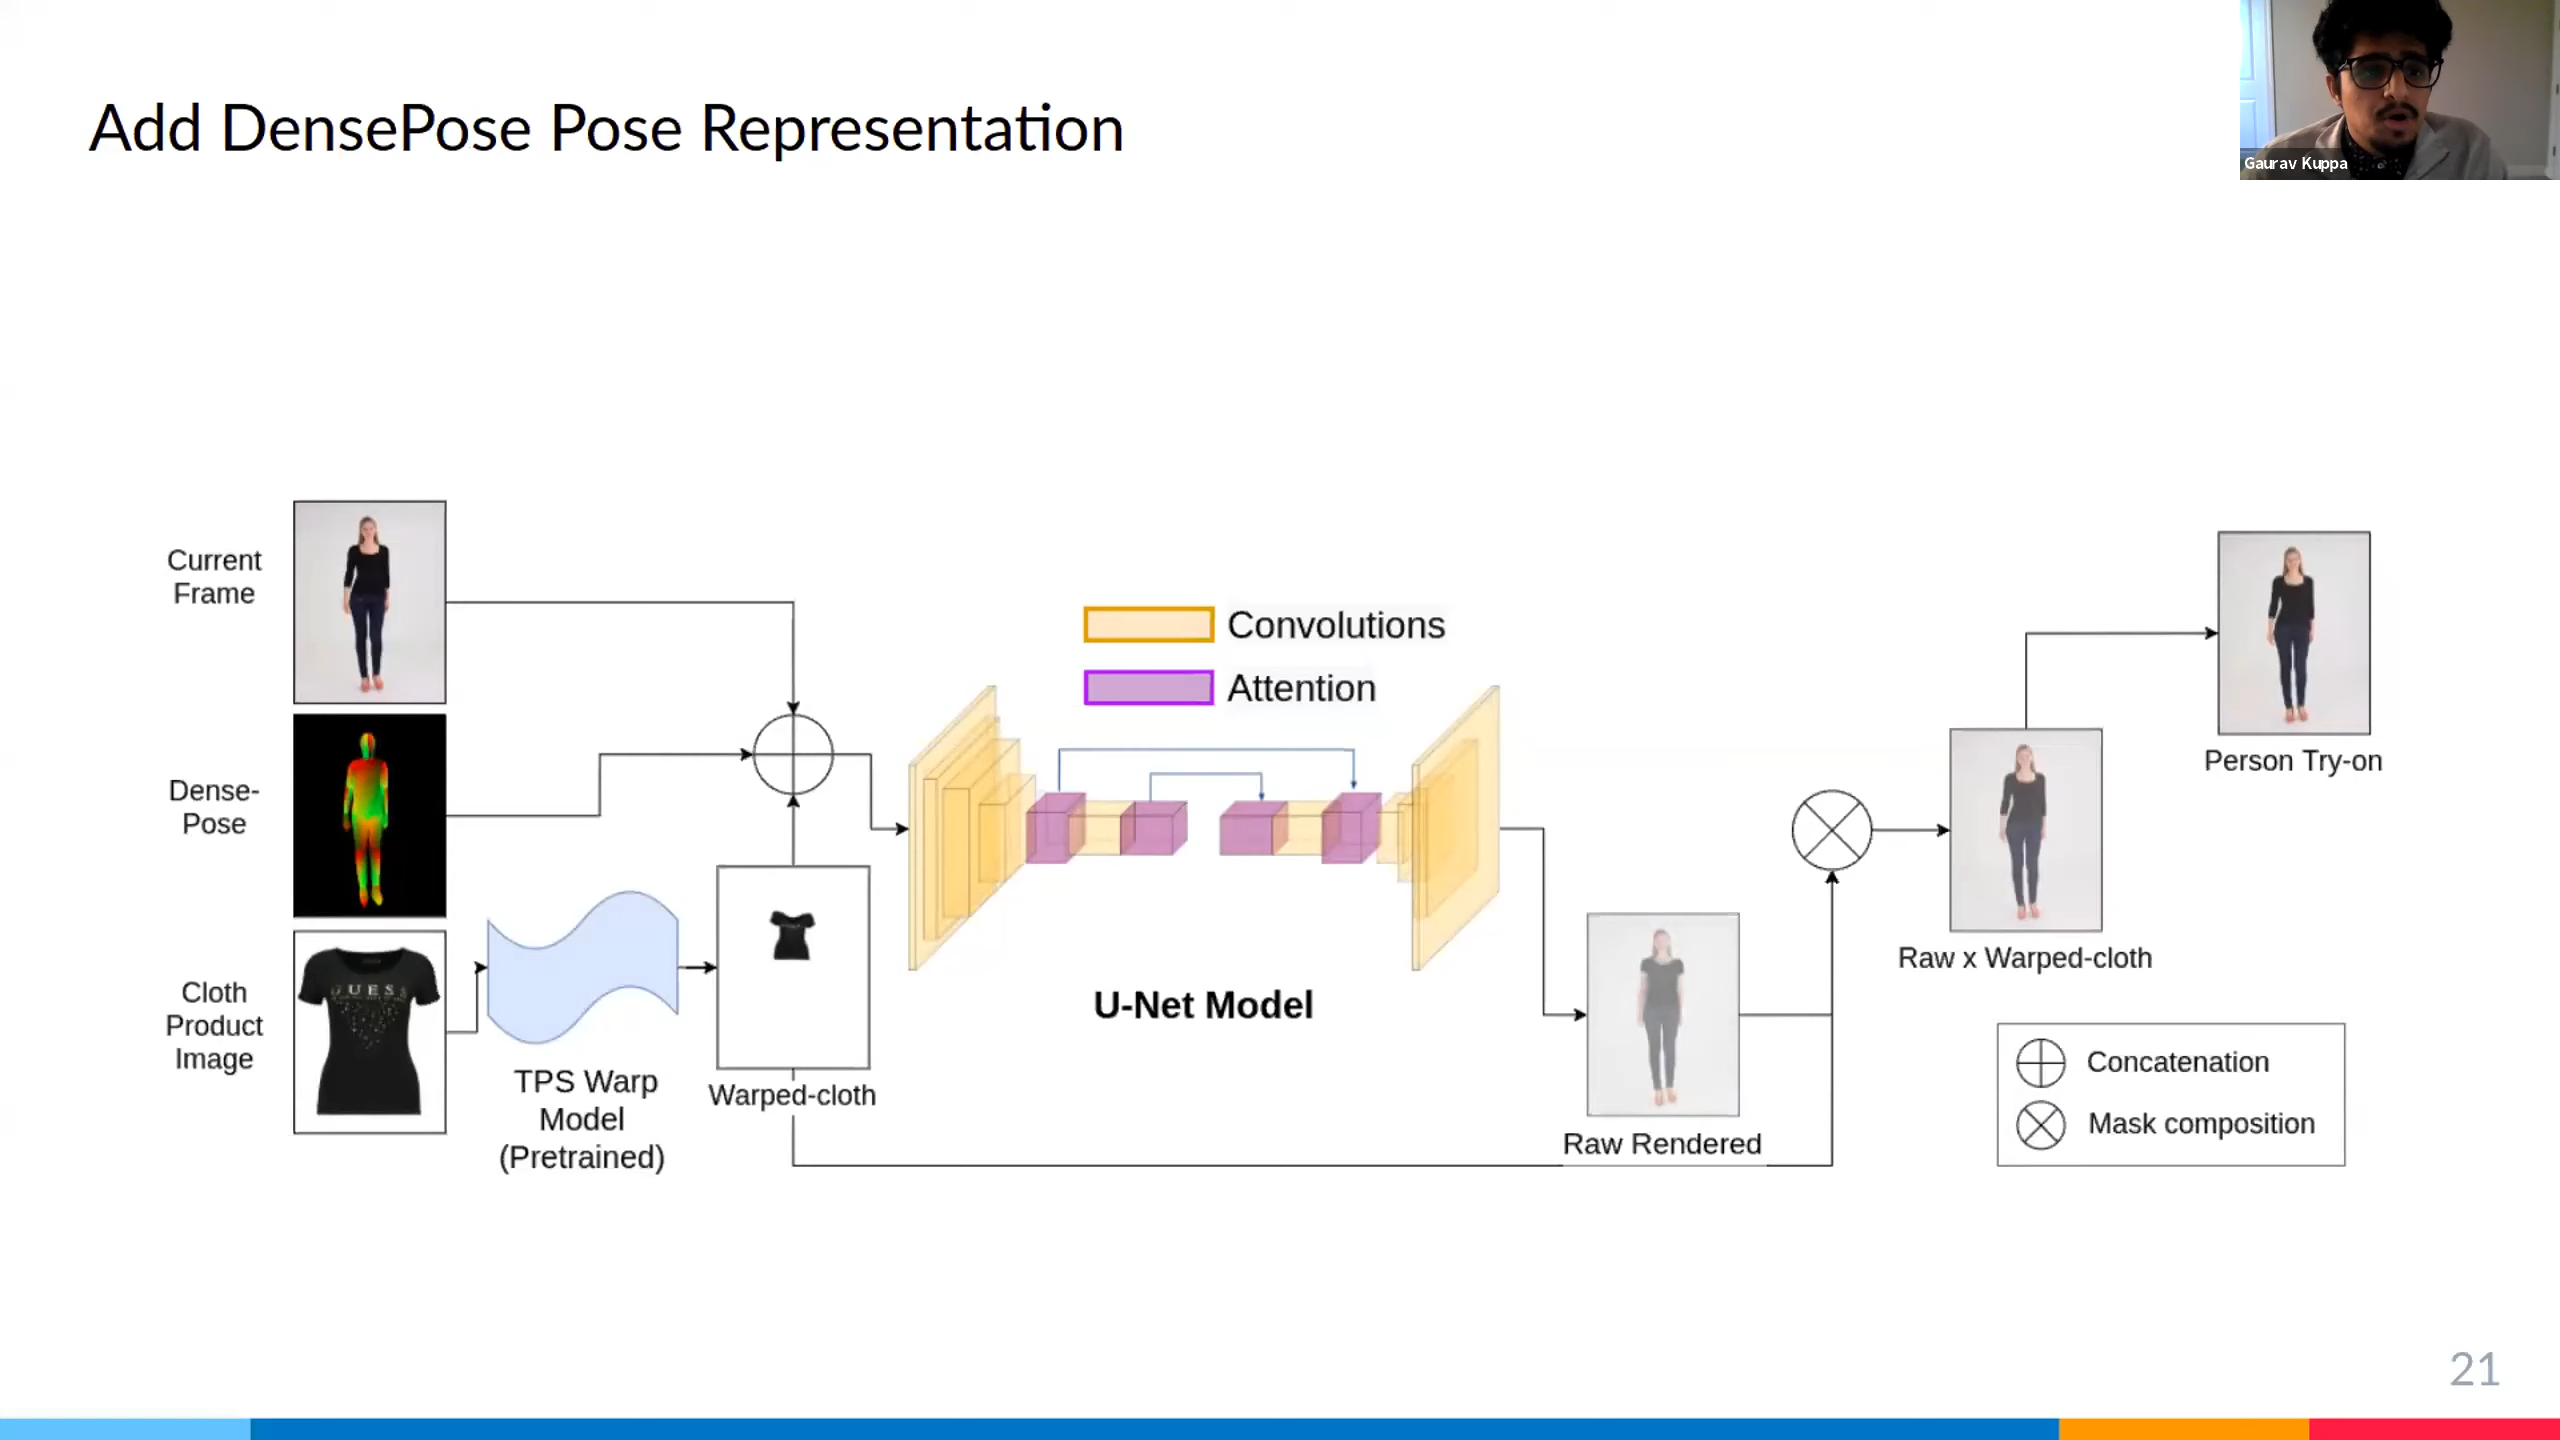 Add DensePose Pose Representation
Gaurav Kuppa
Current
Frame
Dense-
Pose
Cloth
Product
Image
GUESS
TPS Warp
Model
(Pretrained)
Warped-cloth
Convolutions
Attention
U-Net Model
Raw Rendered
Raw x Warped-cloth
Person Try-on
Concatenation
Mask composition
21